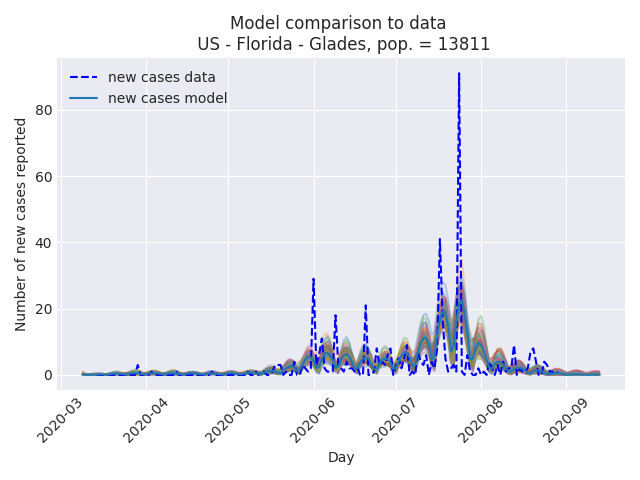 Model comparison to data
US - Florida - Glades, pop. = 13811
new cases data
new cases model
Number of new cases reported
80
60
40
20
0
2020-03
2020-04
2020-05
2020-06
2020-07
2020-08
2020-09
Day